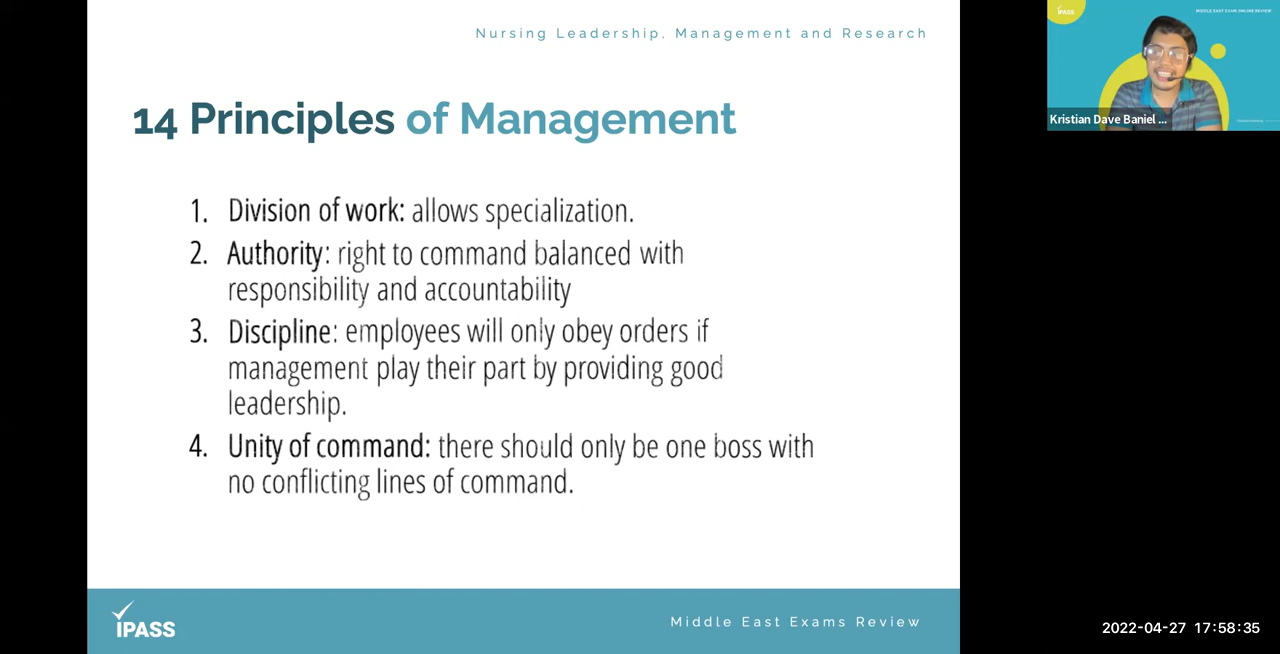 Nursing Leadership, Management and Research
14 Principles of Management
1. Division of work: allows specialization.
2. Authority: right to command balanced with
responsibility and accountability
3. Discipline: employees will only obey orders if
management play their part by providing good
leadership.
4. Unity of command: there should only be one boss with
no conflicting lines of command.
iPASS
Middle East Exams Review
iPASS
MIDDLE EAST EXAM ONLINE REVIEW
Kristian Dave Baniel ...
2022-04-27 17:58:35